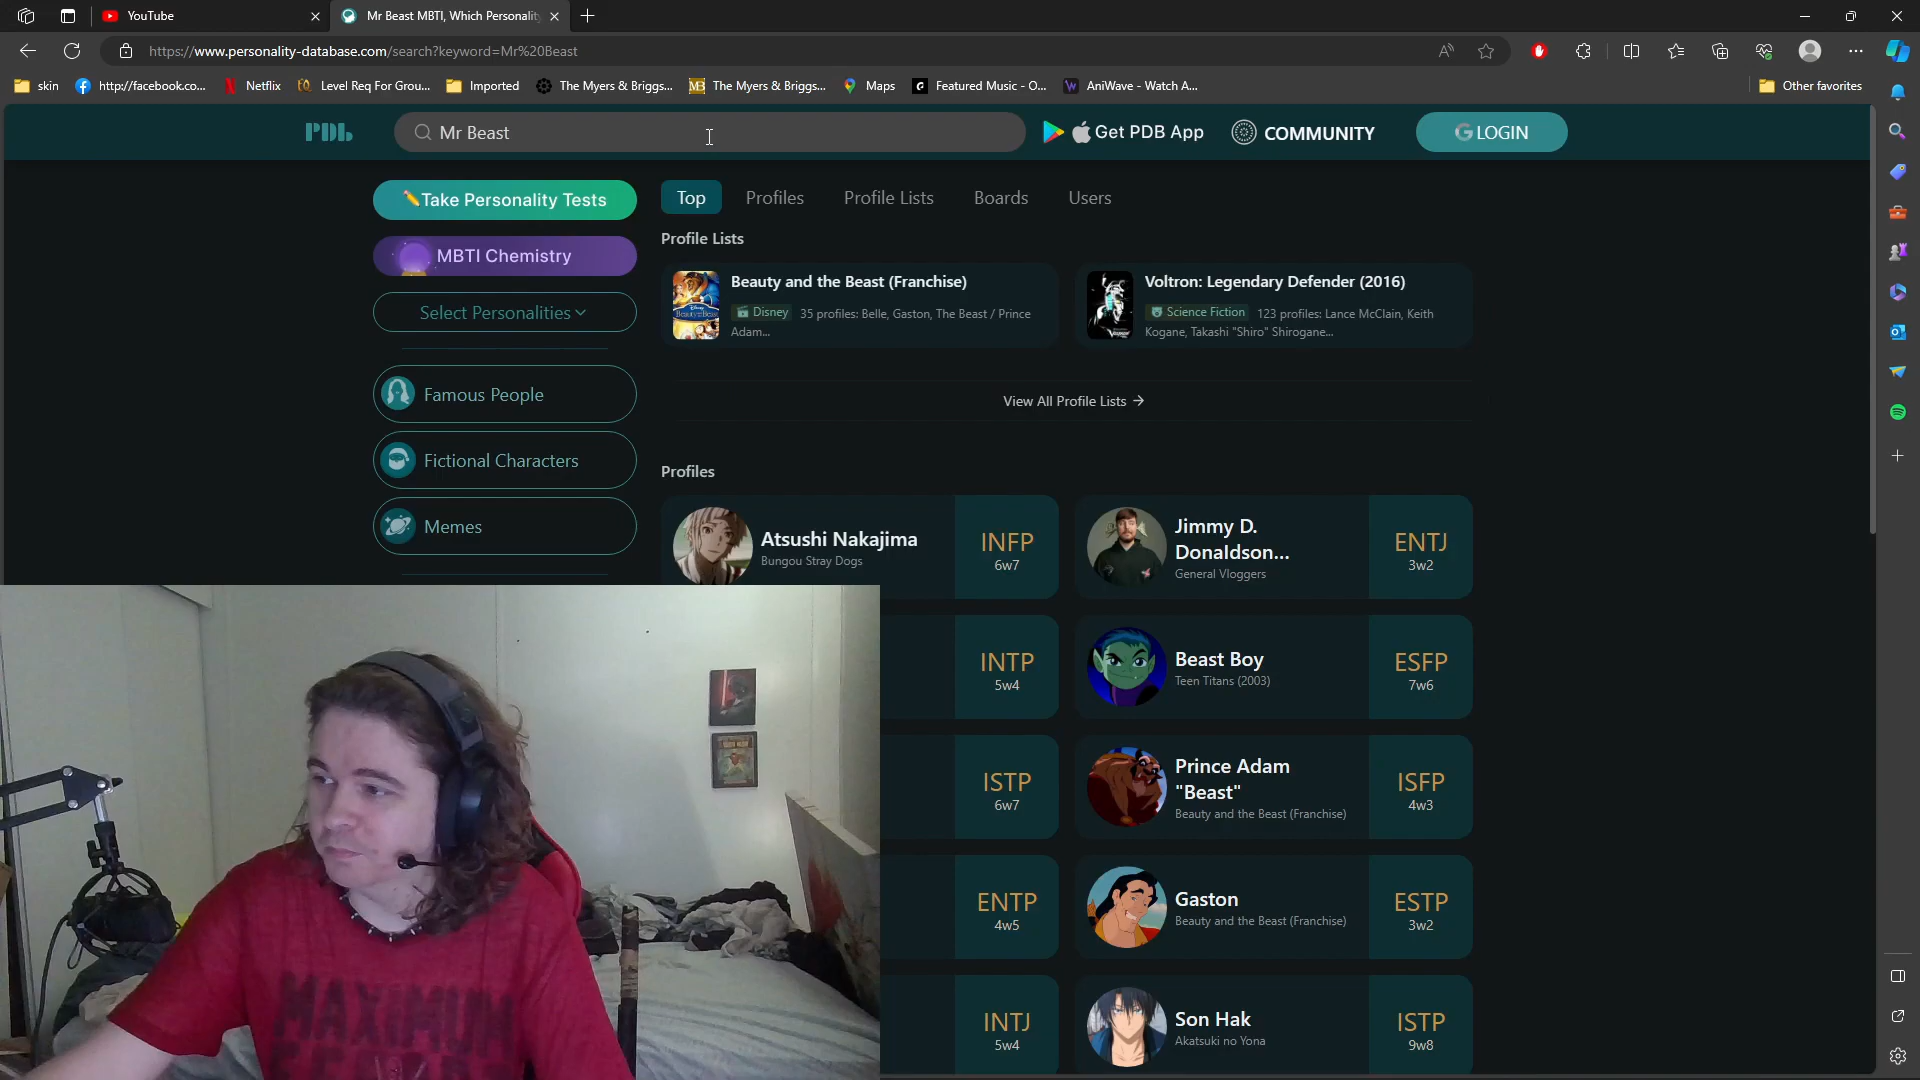 YouTube
Mr Beast MBTI, Which Personalit
https://www.personality-database.com/search?keyword=Mr%20Beast
skin
http://facebook.co...
Netflix
Level Req For Grou...
Imported
The Myers & Briggs...
The Myers & Briggs...
Maps
Featured Music - O...
AniWave - Watch A...
Other favorites
PDb
Mr Beast
Get PDB App
COMMUNITY
LOGIN
Take Personality Tests
MBTI Chemistry
Select Personalities
Famous People
Fictional Characters
Memes
Top
Profiles
Profile Lists
Boards
Users
Profile Lists
Beauty and the Beast (Franchise)
Disney
35 profiles: Belle, Gaston, The Beast / Prince
Adam...
Voltron: Legendary Defender (2016)
Science Fiction
123 profiles: Lance McClain, Keith
Kogane, Takashi "Shiro" Shirogane...
View All Profile Lists →
Profiles
Atsushi Nakajima
Bungou Stray Dogs
INFP
6w7
Jimmy D.
Donaldson...
General Vloggers
ENTJ
3w2
INTP
5w4
Beast Boy
Teen Titans (2003)
ESFP
7w6
ISTP
6w7
Prince Adam
"Beast"
Beauty and the Beast (Franchise)
ISFP
4w3
ENTP
4w5
Gaston
Beauty and the Beast (Franchise)
ESTP
3w2
INTJ
5w4
Son Hak
Akatsuki no Yona
ISTP
9w8
MAXIMUM